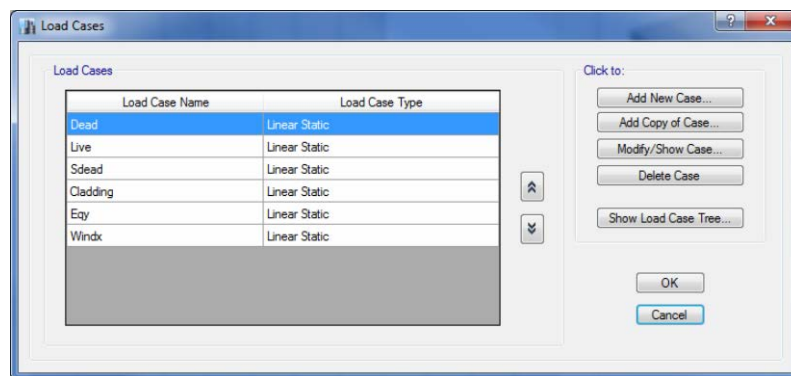 Load Cases
Load Cases
Click to:
Load Case Name Load Case Type
Dead Linear Static
Live Linear Static
Sdead Linear Static
Cladding Linear Static
Eqy Linear Static
Windx Linear Static
Add New Case...
Add Copy of Case...
Modify/Show Case...
Delete Case
Show Load Case Tree...
OK
Cancel